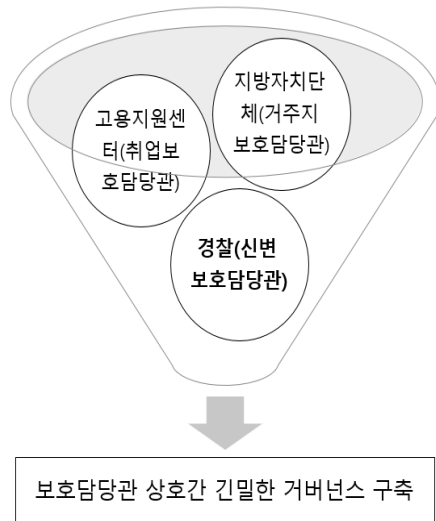 고용지원센
터(취업보
호담당관)
지방자치단
체(거주지
보호담당관)
경찰(신변
보호담당관)
보호담당관 상호간 긴밀한 거버넌스 구축